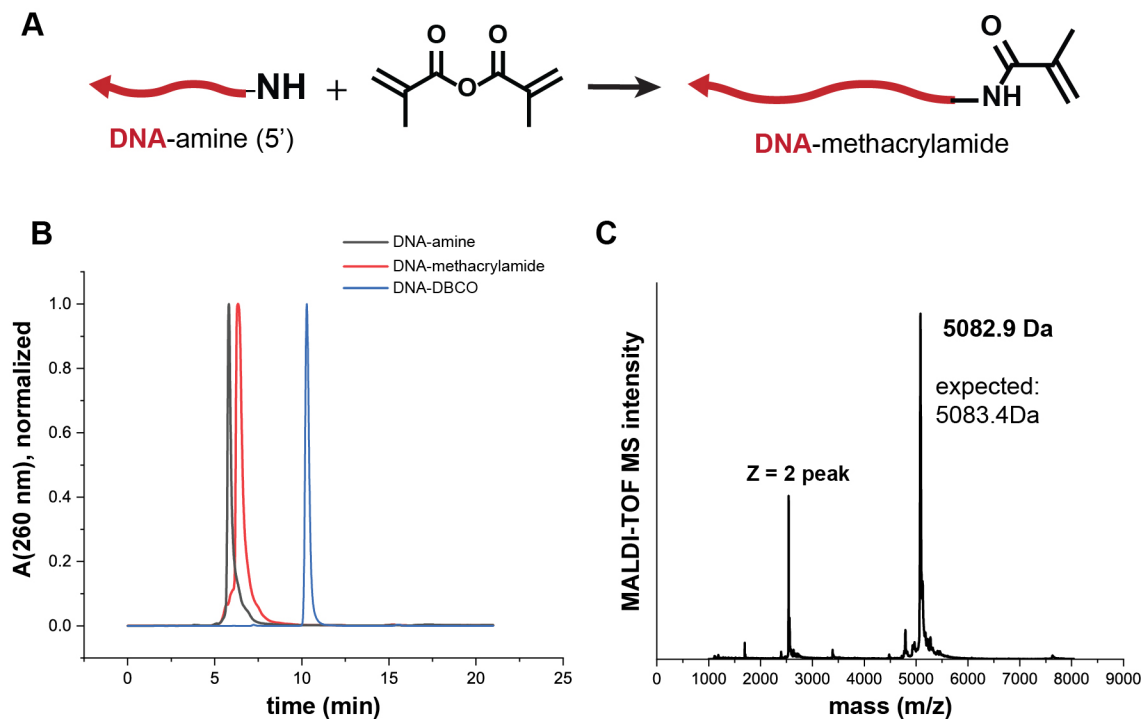 A
O O
O
DNA-amine (5')
NH
+
O
NH
DNA-methacrylamide
B
DNA-amine
DNA-methacrylamide
DNA-DBCO
A(260 nm), normalized
1.0
0.8
0.6
0.4
0.2
0.0
0 5 10 15 20 25
time (min)
C
MALDI-TOF MS intensity
5082.9 Da
expected:
5083.4Da
Z = 2 peak
0 1000 2000 3000 4000 5000 6000 7000 8000 9000
mass (m/z)